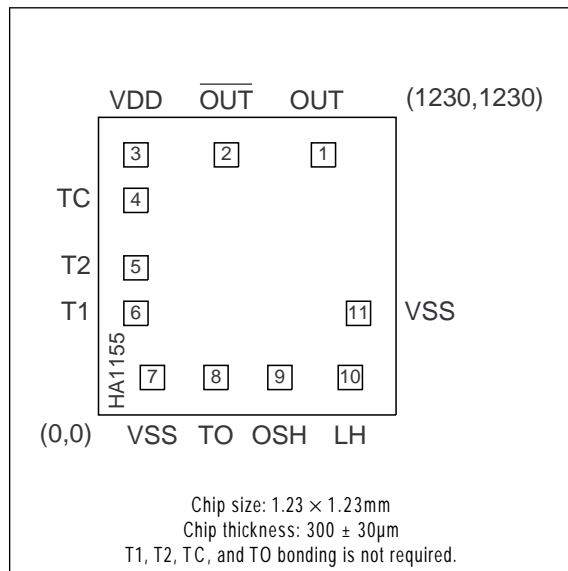 VDD OUT OUT (1230,1230)
3 2 1
TC 4
T2 5
T1 6 11 VSS
HA1155
7 8 9 10
(0,0) VSS TO OSH LH
Chip size: 1.23 × 1.23mm
Chip thickness: 300 ± 30µm
T1, T2, TC, and TO bonding is not required.